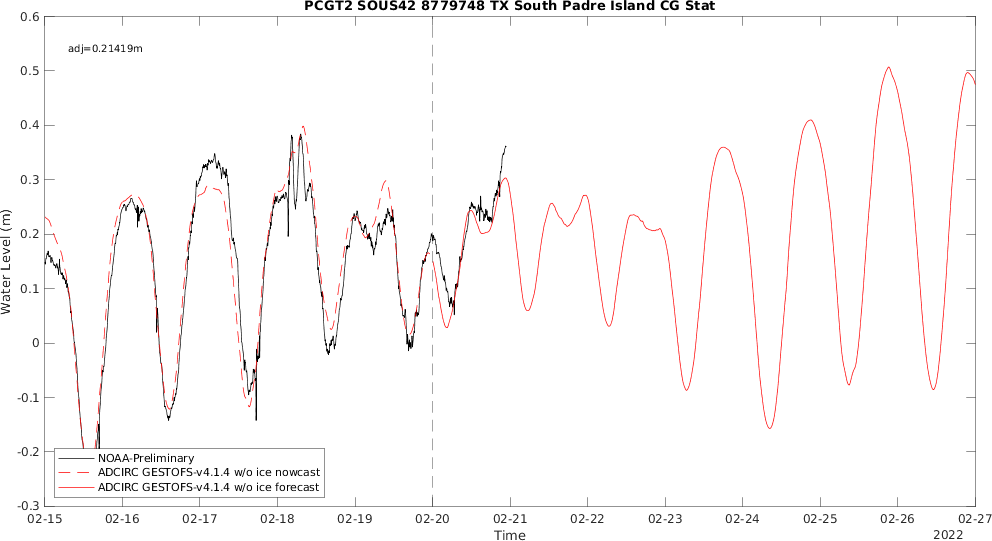 PCGT2 SOUS42 8779748 TX South Padre Island CG Stat
adj=0.21419m
0.6
0.5
0.4
0.3
0.2
0.1
0
-0.1
-0.2
-0.3
Water Level (m)
NOAA-Preliminary
ADCIRC GESTOFS-v4.1.4 w/o ice nowcast
ADCIRC GESTOFS-v4.1.4 w/o ice forecast
02-15 02-16 02-17 02-18 02-19 02-20 02-21 02-22 02-23 02-24 02-25 02-26 02-27
Time
2022